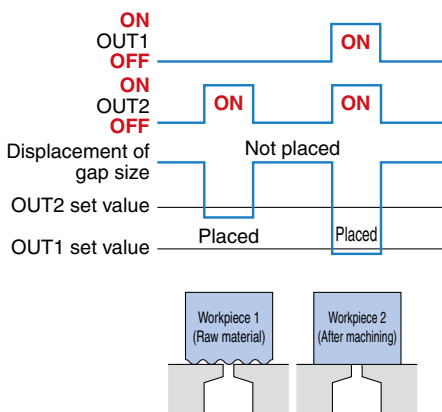 ON
OUT1
OFF
ON
ON
OUT2
OFF
ON
ON
Displacement of
gap size
Not placed
OUT2 set value
Placed
Placed
OUT1 set value
Workpiece 1
(Raw material)
Workpiece 2
(After machining)